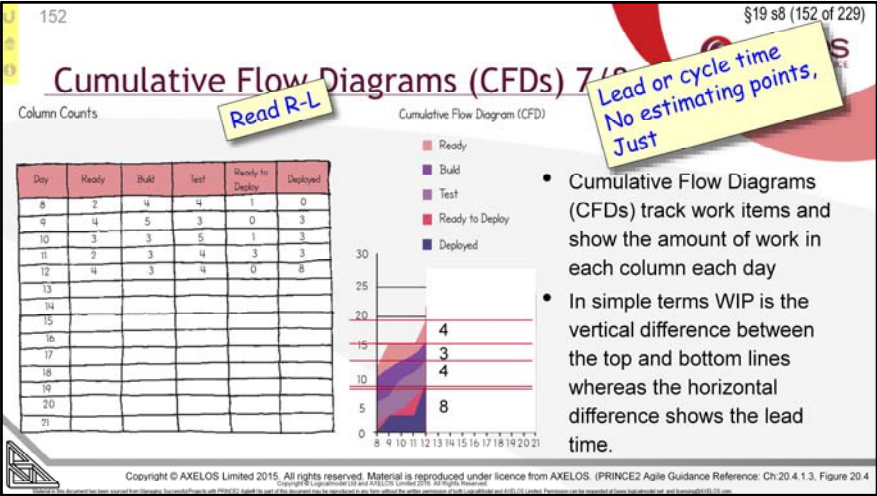 152
§19 s8 (152 of 229)
Cumulative Flow Diagrams (CFDs) 7/8
Read R-L
Lead or cycle time
No estimating points,
Just
Column Counts
Day Ready Build Test Ready to Deploy Deployed
8 2 4 4 1 0
9 4 5 3 0 3
10 3 3 5 1 3
11 2 3 4 3 3
12 4 3 4 0 8
13
14
15
16
17
18
19
20
21
Cumulative Flow Diagram (CFD)
Ready
Build
Test
Ready to Deploy
Deployed
30
25
20
15
10
5
0
4
3
4
8
8 9 10 11 12 13 14 15 16 17 18 19 20 21
• Cumulative Flow Diagrams
(CFDs) track work items and
show the amount of work in
each column each day
• In simple terms WIP is the
vertical difference between
the top and bottom lines
whereas the horizontal
difference shows the lead
time.
Copyright © AXELOS Limited 2015. All rights reserved. Material is reproduced under licence from AXELOS. (PRINCE2 Agile Guidance Reference: Ch:20.4.1.3, Figure 20.4